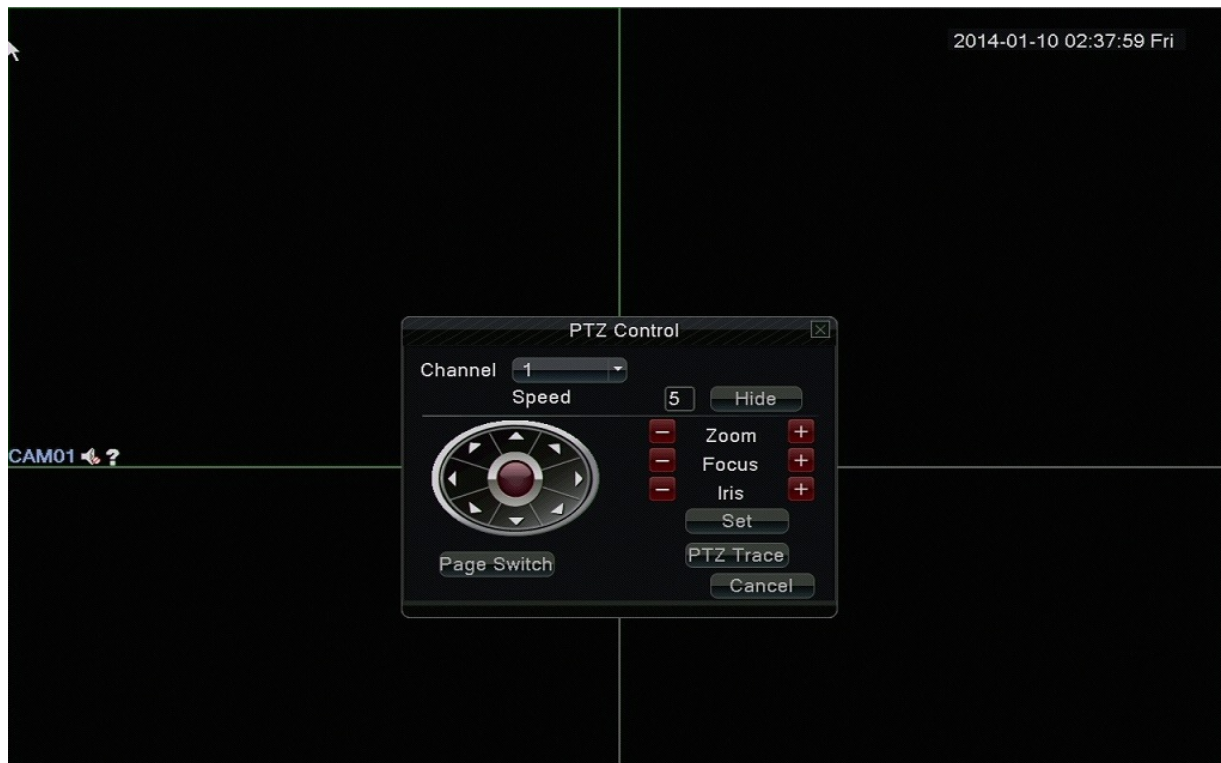 2014-01-10 02:37:59 Fri
PTZ Control
Channel 1
Speed 5 Hide
Zoom
Focus
CAM01 ?
Iris
Set
PTZ Trace
Page Switch
Cancel